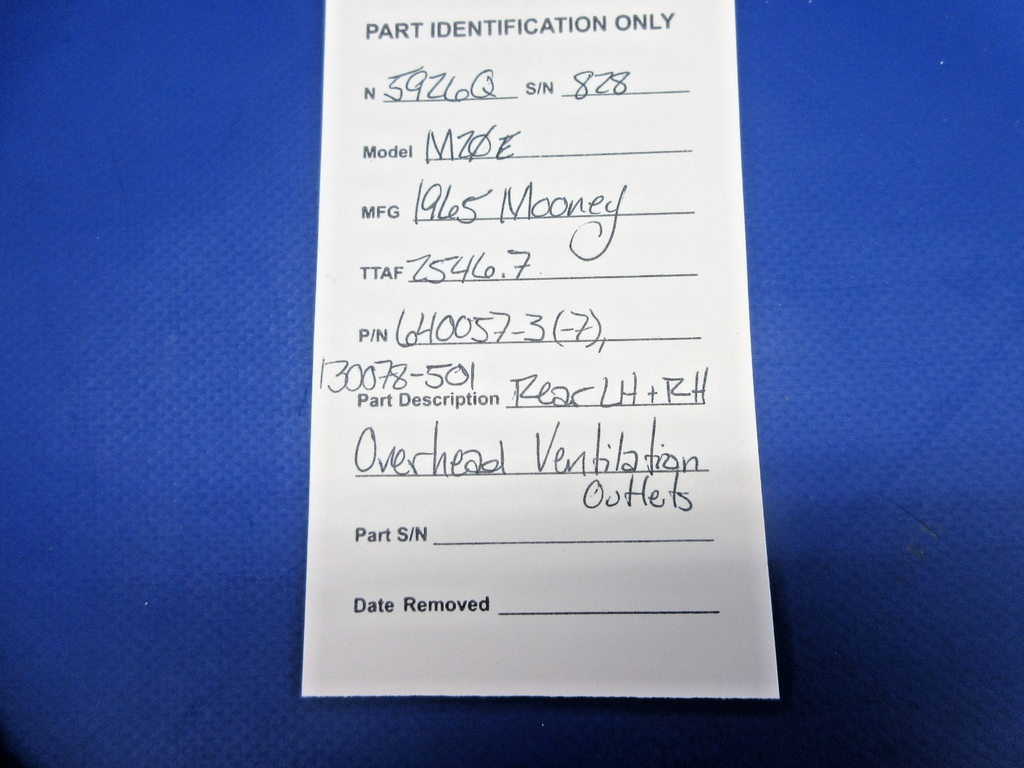 PART IDENTIFICATION ONLY
N 5926Q S/N 828
Model M20E
MFG 1965 Mooney
TTAF 2546.7
P/N 640057-3(-7),
130078-501
Part Description Rear LH + RH
Overhead Ventilation
Outlets
Part S/N
Date Removed